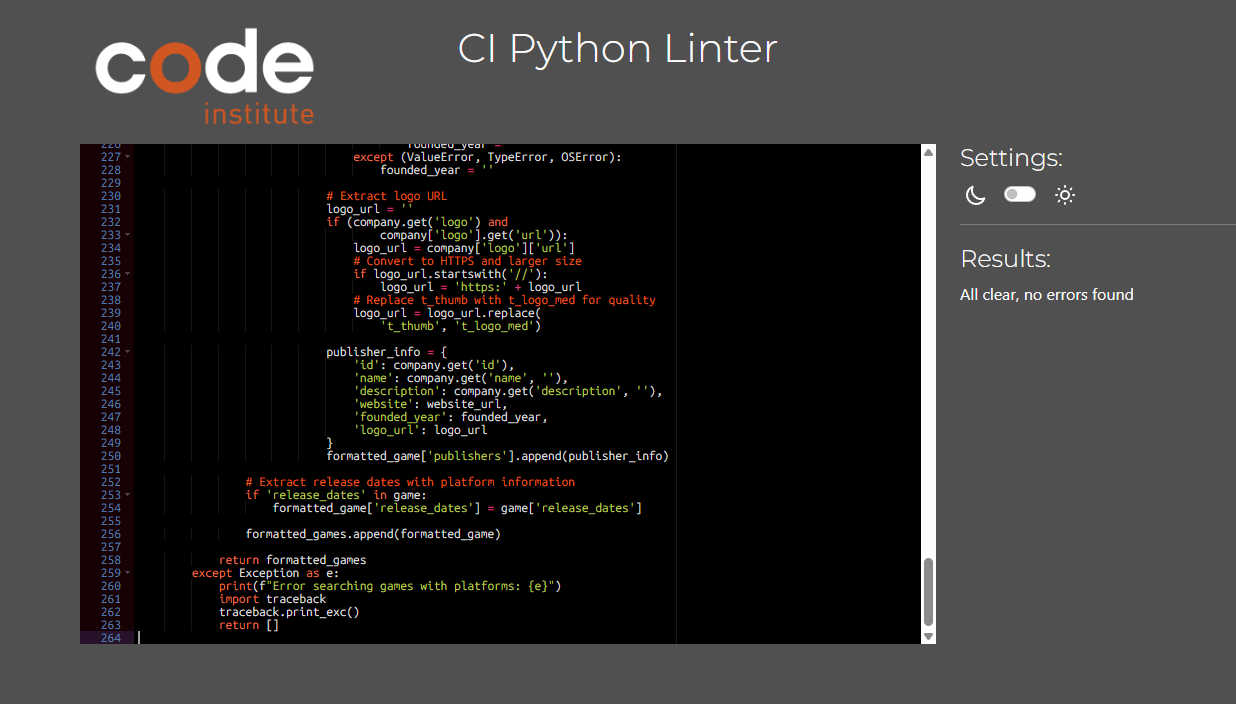 code
institute
CI Python Linter
226 founded_year = ''
227 except (ValueError, TypeError, OSError):
228 founded_year = ''
229
230 # Extract logo URL
231 logo_url = ''
232 if (company.get('logo') and
233 company['logo'].get('url')):
234 logo_url = company['logo']['url']
235 # Convert to HTTPS and larger size
236 if logo_url.startswith('//'):
237 logo_url = 'https:' + logo_url
238 # Replace t_thumb with t_logo_med for quality
239 logo_url = logo_url.replace(
240 't_thumb', 't_logo_med')
241
242 publisher_info = {
243 'id': company.get('id'),
244 'name': company.get('name', ''),
245 'description': company.get('description', ''),
246 'website': website_url,
247 'founded_year': founded_year,
248 'logo_url': logo_url
249 }
250 formatted_game['publishers'].append(publisher_info)
251
252 # Extract release dates with platform information
253 if 'release_dates' in game:
254 formatted_game['release_dates'] = game['release_dates']
255
256 formatted_games.append(formatted_game)
257
258 return formatted_games
259 except Exception as e:
260 print(f"Error searching games with platforms: {e}")
261 import traceback
262 traceback.print_exc()
263 return []
264
Settings:
Results:
All clear, no errors found